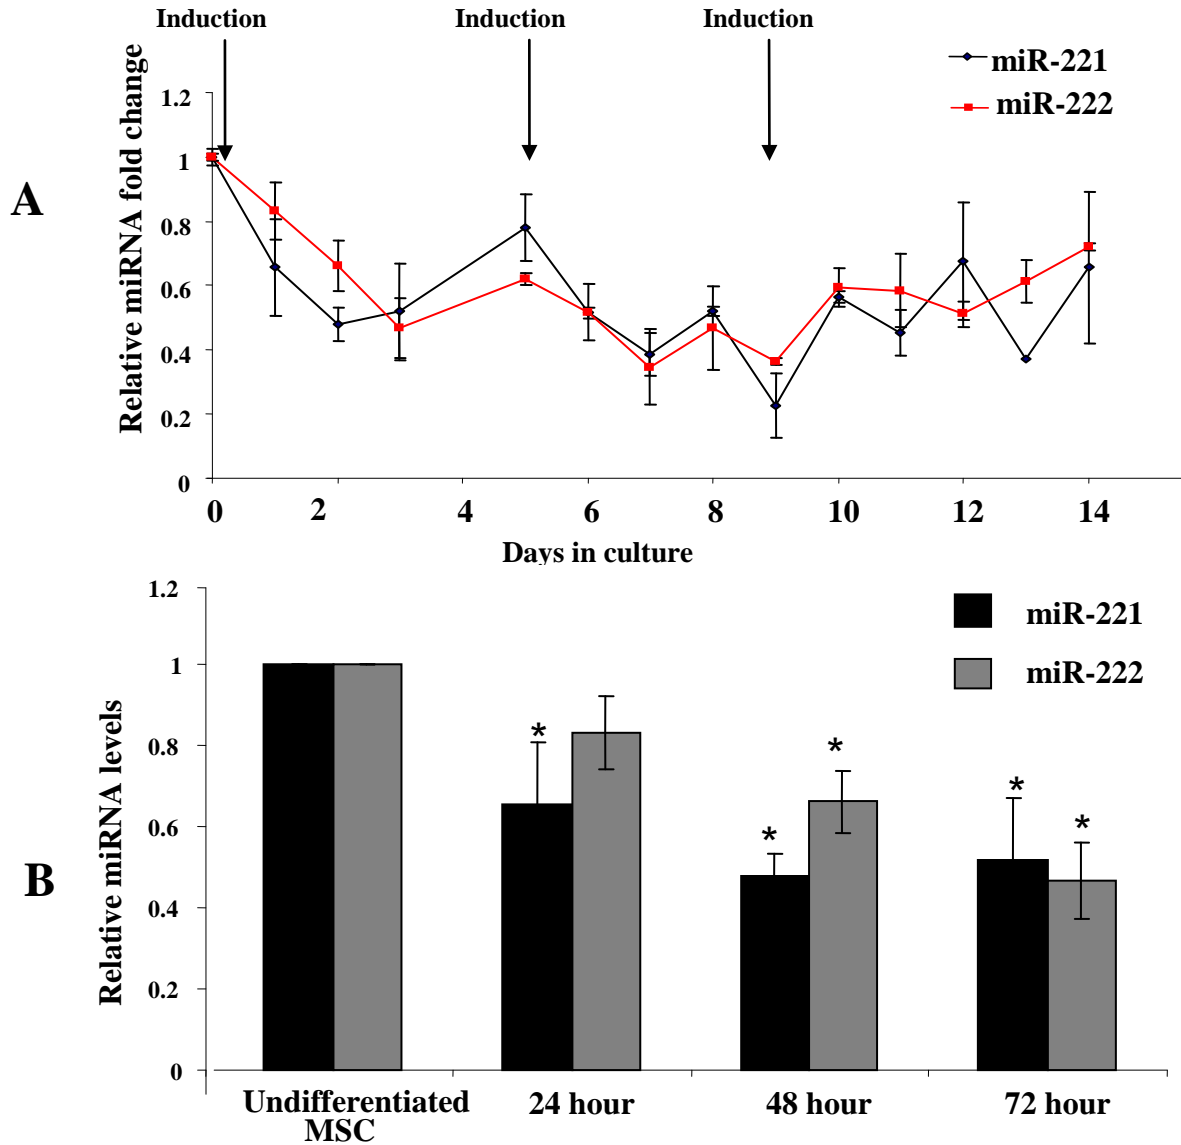 Induction Induction Induction
miR-221
miR-222
A
Relative miRNA fold change
1.2
1
0.8
0.6
0.4
0.2
0
0 2 4 6 8 10 12 14
Days in culture
B
Relative miRNA levels
1.2
1
0.8
0.6
0.4
0.2
0
miR-221
miR-222
* * * * *
Undifferentiated MSC
24 hour 48 hour 72 hour